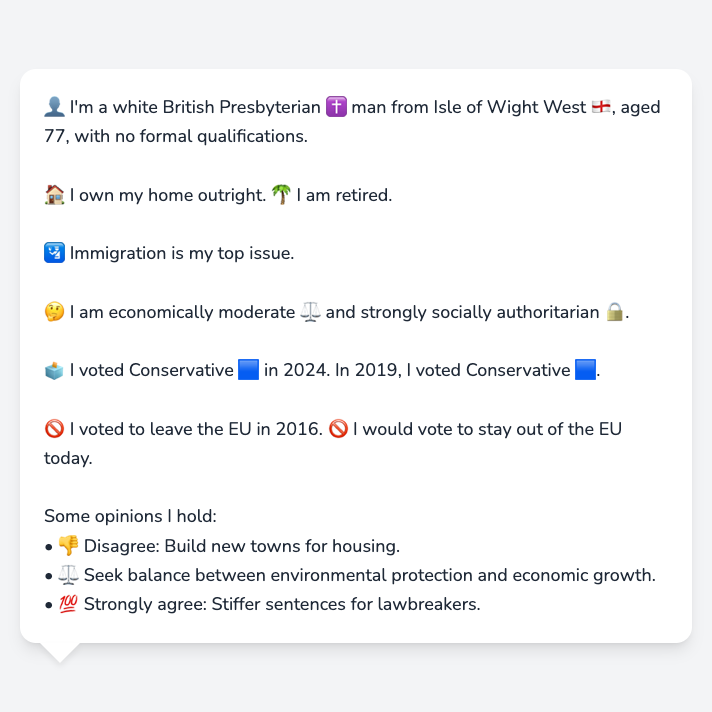 👤 I'm a white British Presbyterian ✝️ man from Isle of Wight West 🏴󠁧󠁢󠁥󠁮󠁧󠁿, aged
77, with no formal qualifications.
🏠 I own my home outright. 🌴 I am retired.
🛂 Immigration is my top issue.
🤔 I am economically moderate ⚖️ and strongly socially authoritarian 🔒.
🗳️ I voted Conservative 🟦 in 2024. In 2019, I voted Conservative 🟦.
🚫 I voted to leave the EU in 2016. 🚫 I would vote to stay out of the EU
today.
Some opinions I hold:
• 👎 Disagree: Build new towns for housing.
• ⚖️ Seek balance between environmental protection and economic growth.
• 💯 Strongly agree: Stiffer sentences for lawbreakers.